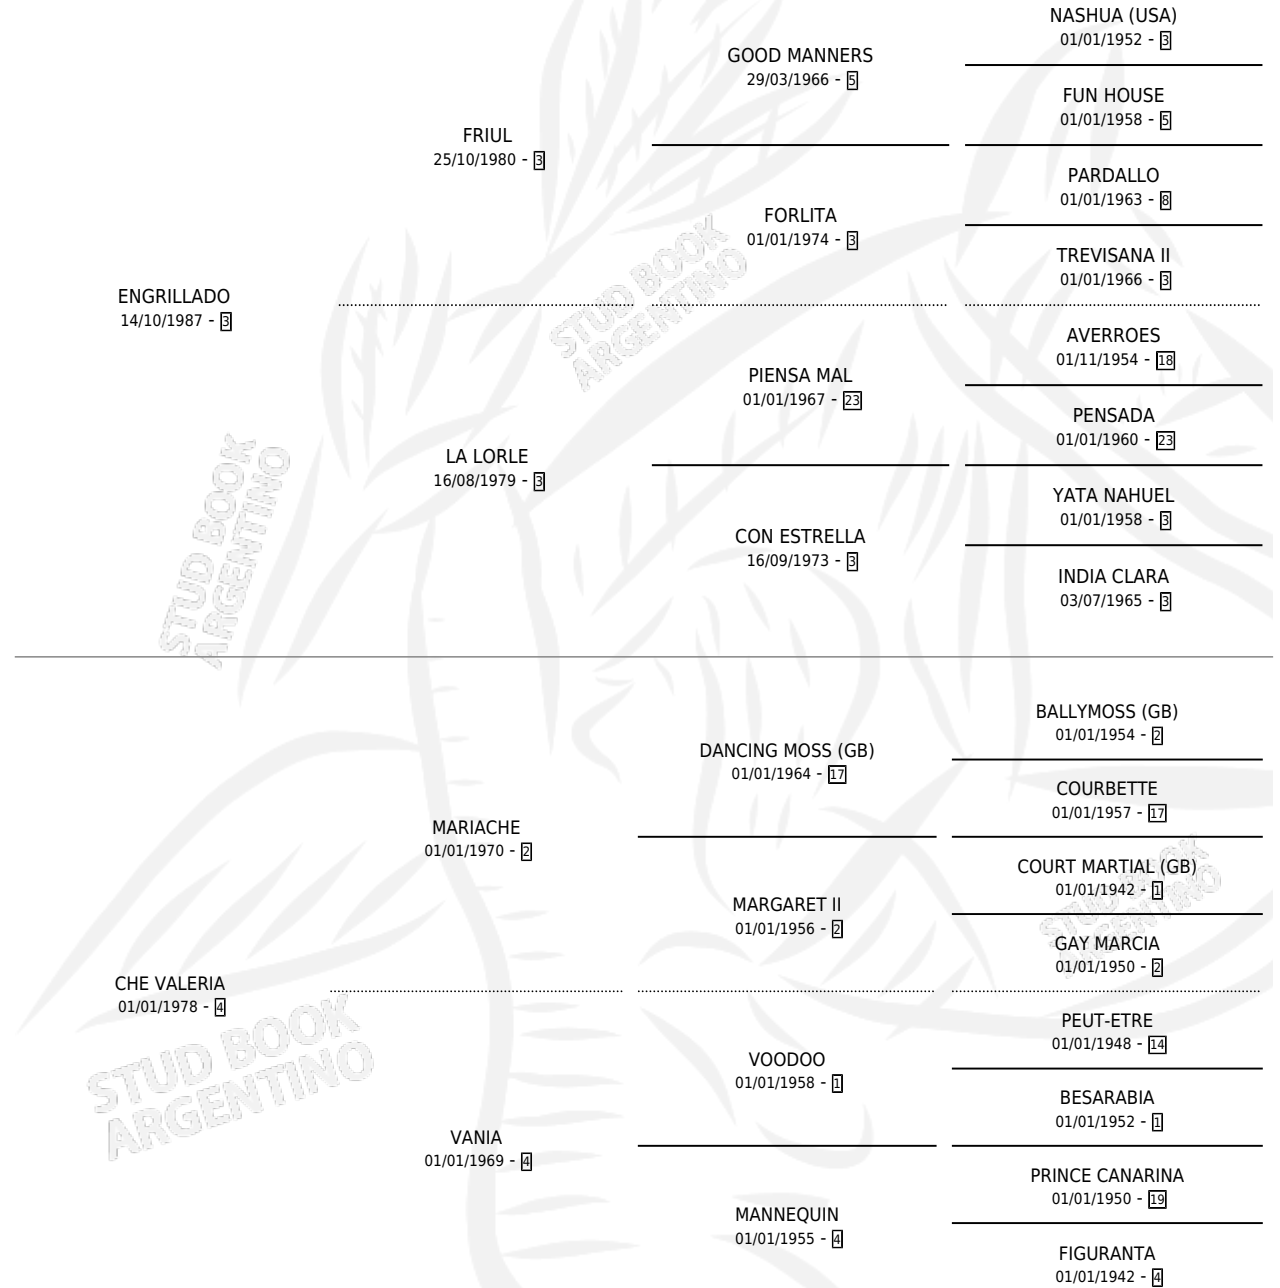 NASHUA (USA)
01/01/1952 - 3
GOOD MANNERS
29/03/1966 - 5
FUN HOUSE
01/01/1958 - 5
FRIUL
25/10/1980 - 3
PARDALLO
01/01/1963 - 8
FORLITA
01/01/1974 - 3
TREVISANA II
01/01/1966 - 3
ENGRILLADO
14/10/1987 - 3
AVERROES
01/11/1954 - 18
PIENSA MAL
01/01/1967 - 23
PENSADA
01/01/1960 - 23
LA LORLE
16/08/1979 - 3
YATA NAHUEL
01/01/1958 - 3
CON ESTRELLA
16/09/1973 - 3
INDIA CLARA
03/07/1965 - 3
BALLYMOSS (GB)
01/01/1954 - 2
DANCING MOSS (GB)
01/01/1964 - 17
COURBETTE
01/01/1957 - 17
MARIACHE
01/01/1970 - 2
COURT MARTIAL (GB)
01/01/1942 - 1
MARGARET II
01/01/1956 - 2
GAY MARCIA
01/01/1950 - 2
CHE VALERIA
01/01/1978 - 4
PEUT-ETRE
01/01/1948 - 14
VOODOO
01/01/1958 - 1
BESARABIA
01/01/1952 - 1
VANIA
01/01/1969 - 4
PRINCE CANARINA
01/01/1950 - 19
MANNEQUIN
01/01/1955 - 4
FIGURANTA
01/01/1942 - 4
STUD BOOK
ARGENTINO
STUD BOOK
ARGENTINO
STUD BOOK
ARGENTINO
STUD BOOK
ARGENTINO